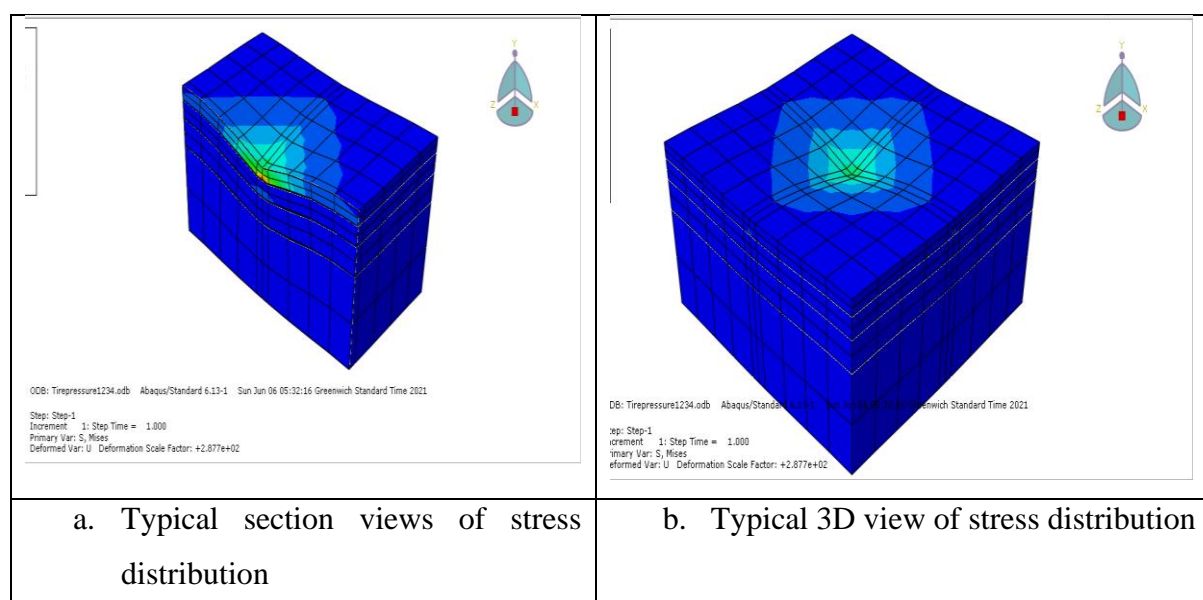 Y
Z
X
ODB: Tirepressure1234.odb Abaqus/Standard 6.13-1 Sun Jun 06 05:32:16 Greenwich Standard Time 2021
Step: Step-1
Increment 1: Step Time = 1.000
Primary Var: S, Mises
Deformed Var: U Deformation Scale Factor: +2.877e+02
Y
Z
X
DB: Tirepressure1234.odb Abaqus/Standard enwich Standard Time 2021
tep: Step-1
crement 1: Step Time = 1.000
rimary Var: S, Mises
eformed Var: U Deformation Scale Factor: +2.877e+02
a. Typical section views of stress
distribution
b. Typical 3D view of stress distribution